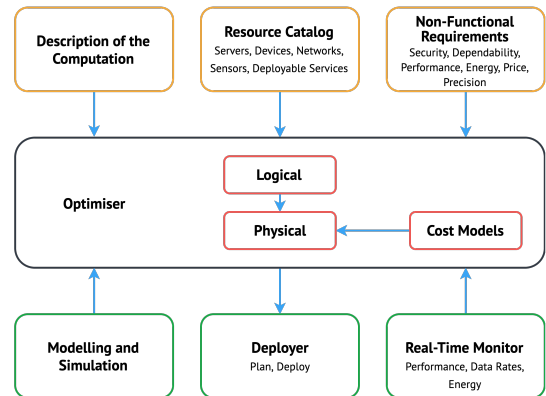 Description of the
Computation
Resource Catalog
Servers, Devices, Networks,
Sensors, Deployable Services
Non-Functional
Requirements
Security, Dependability,
Performance, Energy, Price,
Precision
Optimiser
Logical
Physical
Cost Models
Modelling and
Simulation
Deployer
Plan, Deploy
Real-Time Monitor
Performance, Data Rates,
Energy